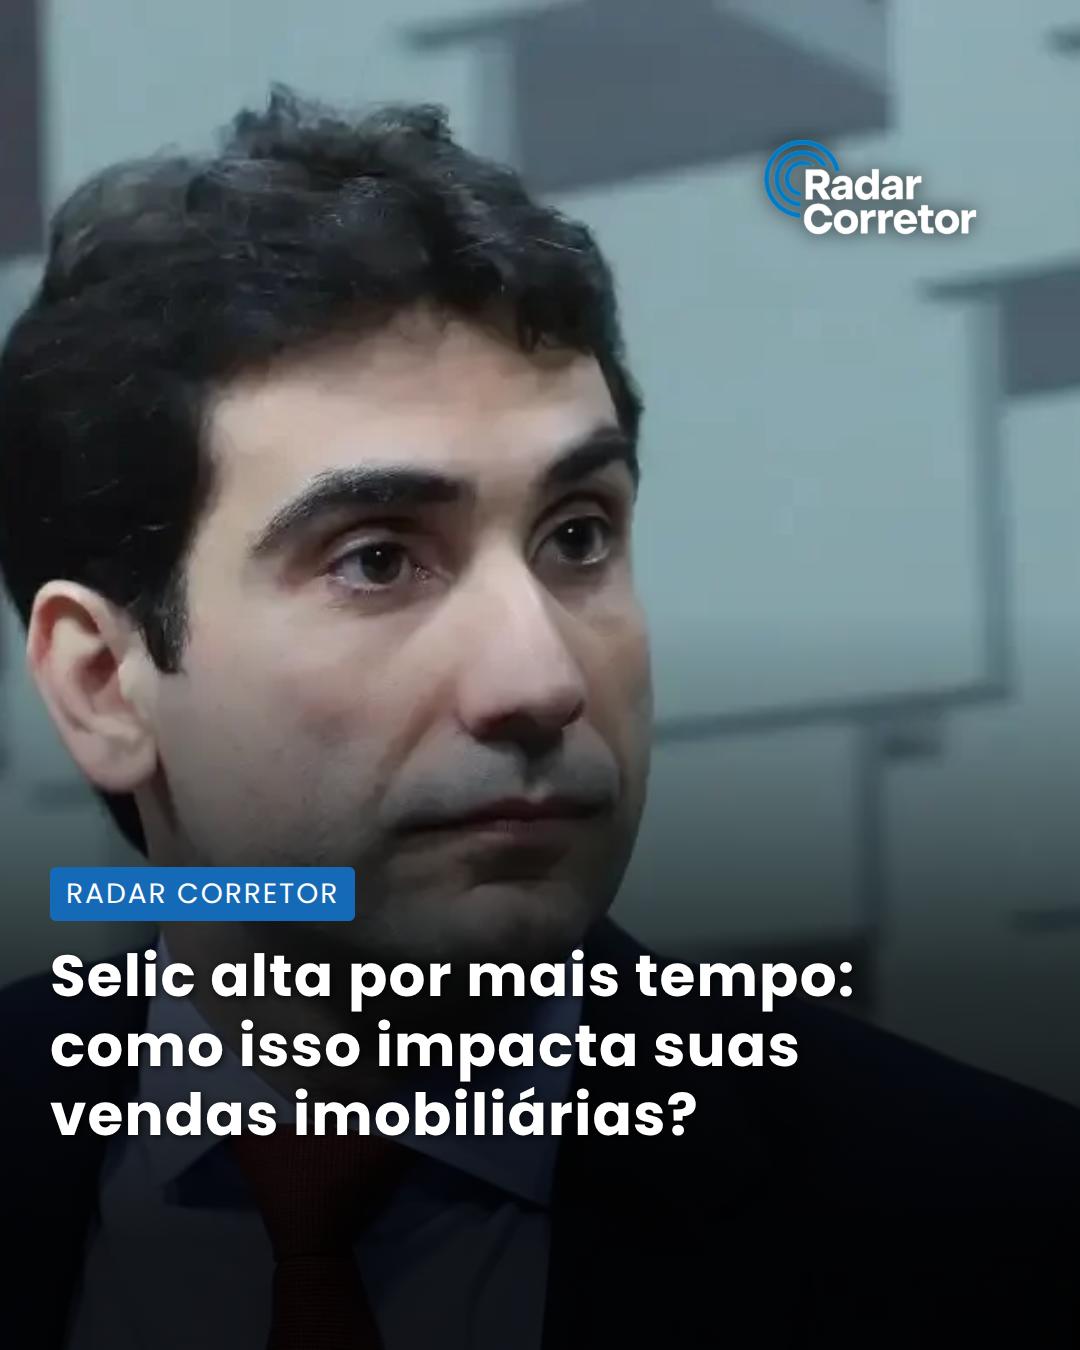 Radar
Corretor
RADAR CORRETOR
Selic alta por mais tempo:
como isso impacta suas
vendas imobiliárias?